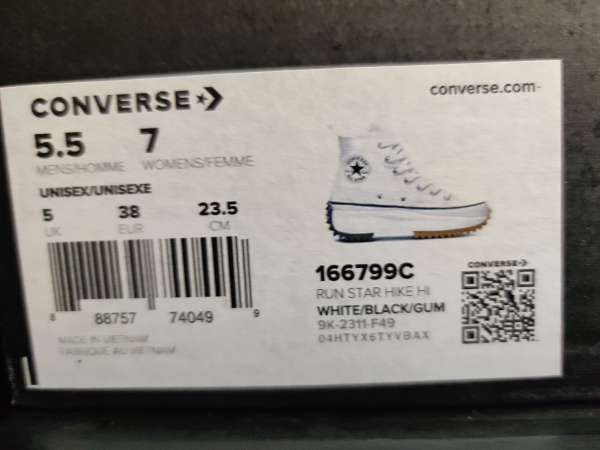 CONVERSE
converse.com
5.5 7
MENS/HOMME WOMENS/FEMME
UNISEX/UNISEXE
5 38 23.5
UK EUR CM
8 88757 74049 9
MADE IN VIETNAM
FABRIQUÉ AU VIETNAM
CONVERSE
166799C
RUN STAR HIKE HI
WHITE/BLACK/GUM
9K-2311-F49
04HTYX6TYVBAX